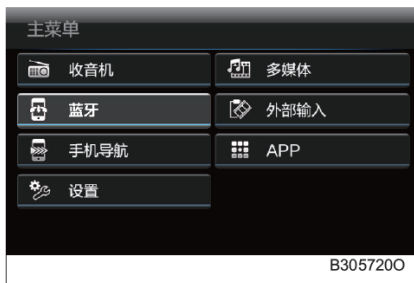 主菜单
收音机
多媒体
蓝牙
外部输入
手机导航
APP
设置
B305720O